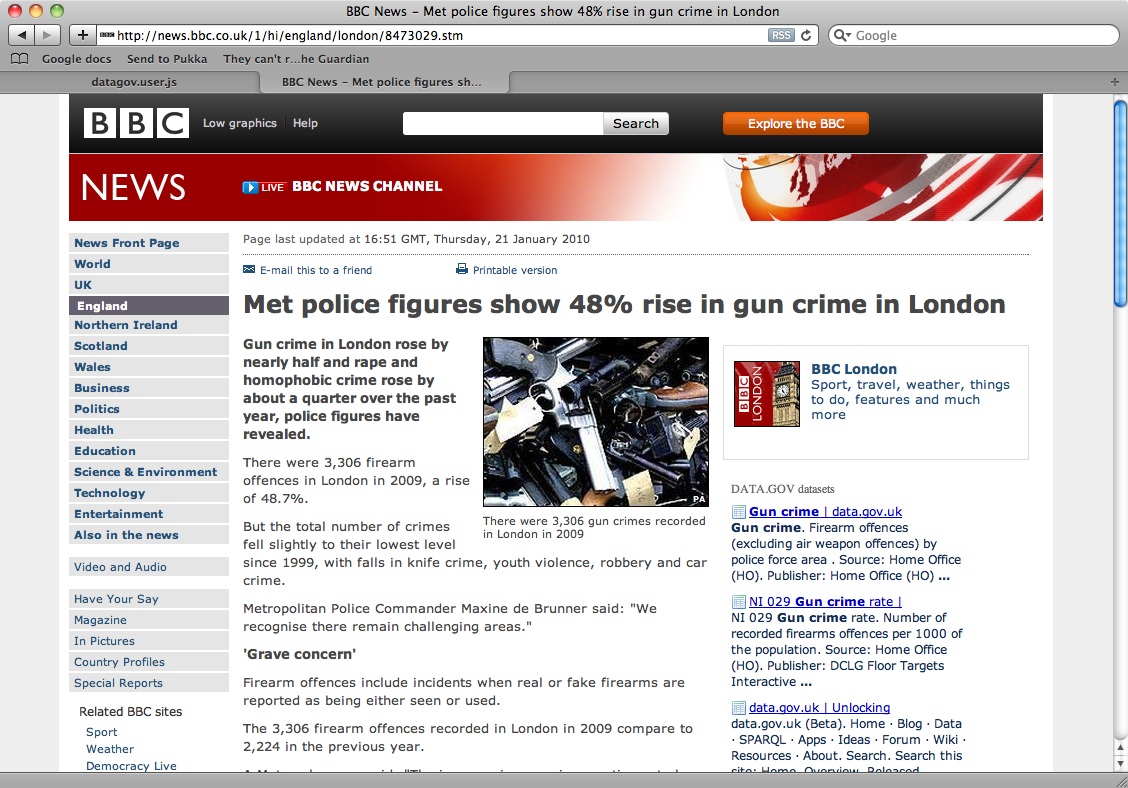 BBC News – Met police figures show 48% rise in gun crime in London
http://news.bbc.co.uk/1/hi/england/london/8473029.stm
RSS
Google
Google docs Send to Pukka They can't r...he Guardian
datagov.user.js
BBC News – Met police figures sh...
BBC
Low graphics
Help
Search
Explore the BBC
NEWS
LIVE BBC NEWS CHANNEL
News Front Page
World
UK
England
Northern Ireland
Scotland
Wales
Business
Politics
Health
Education
Science & Environment
Technology
Entertainment
Also in the news
Video and Audio
Have Your Say
Magazine
In Pictures
Country Profiles
Special Reports
Related BBC sites
Sport
Weather
Democracy Live
Page last updated at 16:51 GMT, Thursday, 21 January 2010
E-mail this to a friend
Printable version
Met police figures show 48% rise in gun crime in London
Gun crime in London rose by
nearly half and rape and
homophobic crime rose by
about a quarter over the past
year, police figures have
revealed.
There were 3,306 firearm
offences in London in 2009, a rise
of 48.7%.
But the total number of crimes
fell slightly to their lowest level
since 1999, with falls in knife crime, youth violence, robbery and car
crime.
Metropolitan Police Commander Maxine de Brunner said: "We
recognise there remain challenging areas."
'Grave concern'
Firearm offences include incidents when real or fake firearms are
reported as being either seen or used.
The 3,306 firearm offences recorded in London in 2009 compare to
2,224 in the previous year.
PA
There were 3,306 gun crimes recorded
in London in 2009
BBC LONDON
BBC London
Sport, travel, weather, things
to do, features and much
more
DATA.GOV datasets
Gun crime | data.gov.uk
Gun crime. Firearm offences
(excluding air weapon offences) by
police force area . Source: Home Office
(HO). Publisher: Home Office (HO) ...
NI 029 Gun crime rate |
NI 029 Gun crime rate. Number of
recorded firearms offences per 1000 of
the population. Source: Home Office
(HO). Publisher: DCLG Floor Targets
Interactive ...
data.gov.uk | Unlocking
data.gov.uk (Beta). Home · Blog · Data
· SPARQL · Apps · Ideas · Forum · Wiki ·
Resources · About. Search. Search this
site: Home. Overview. Released